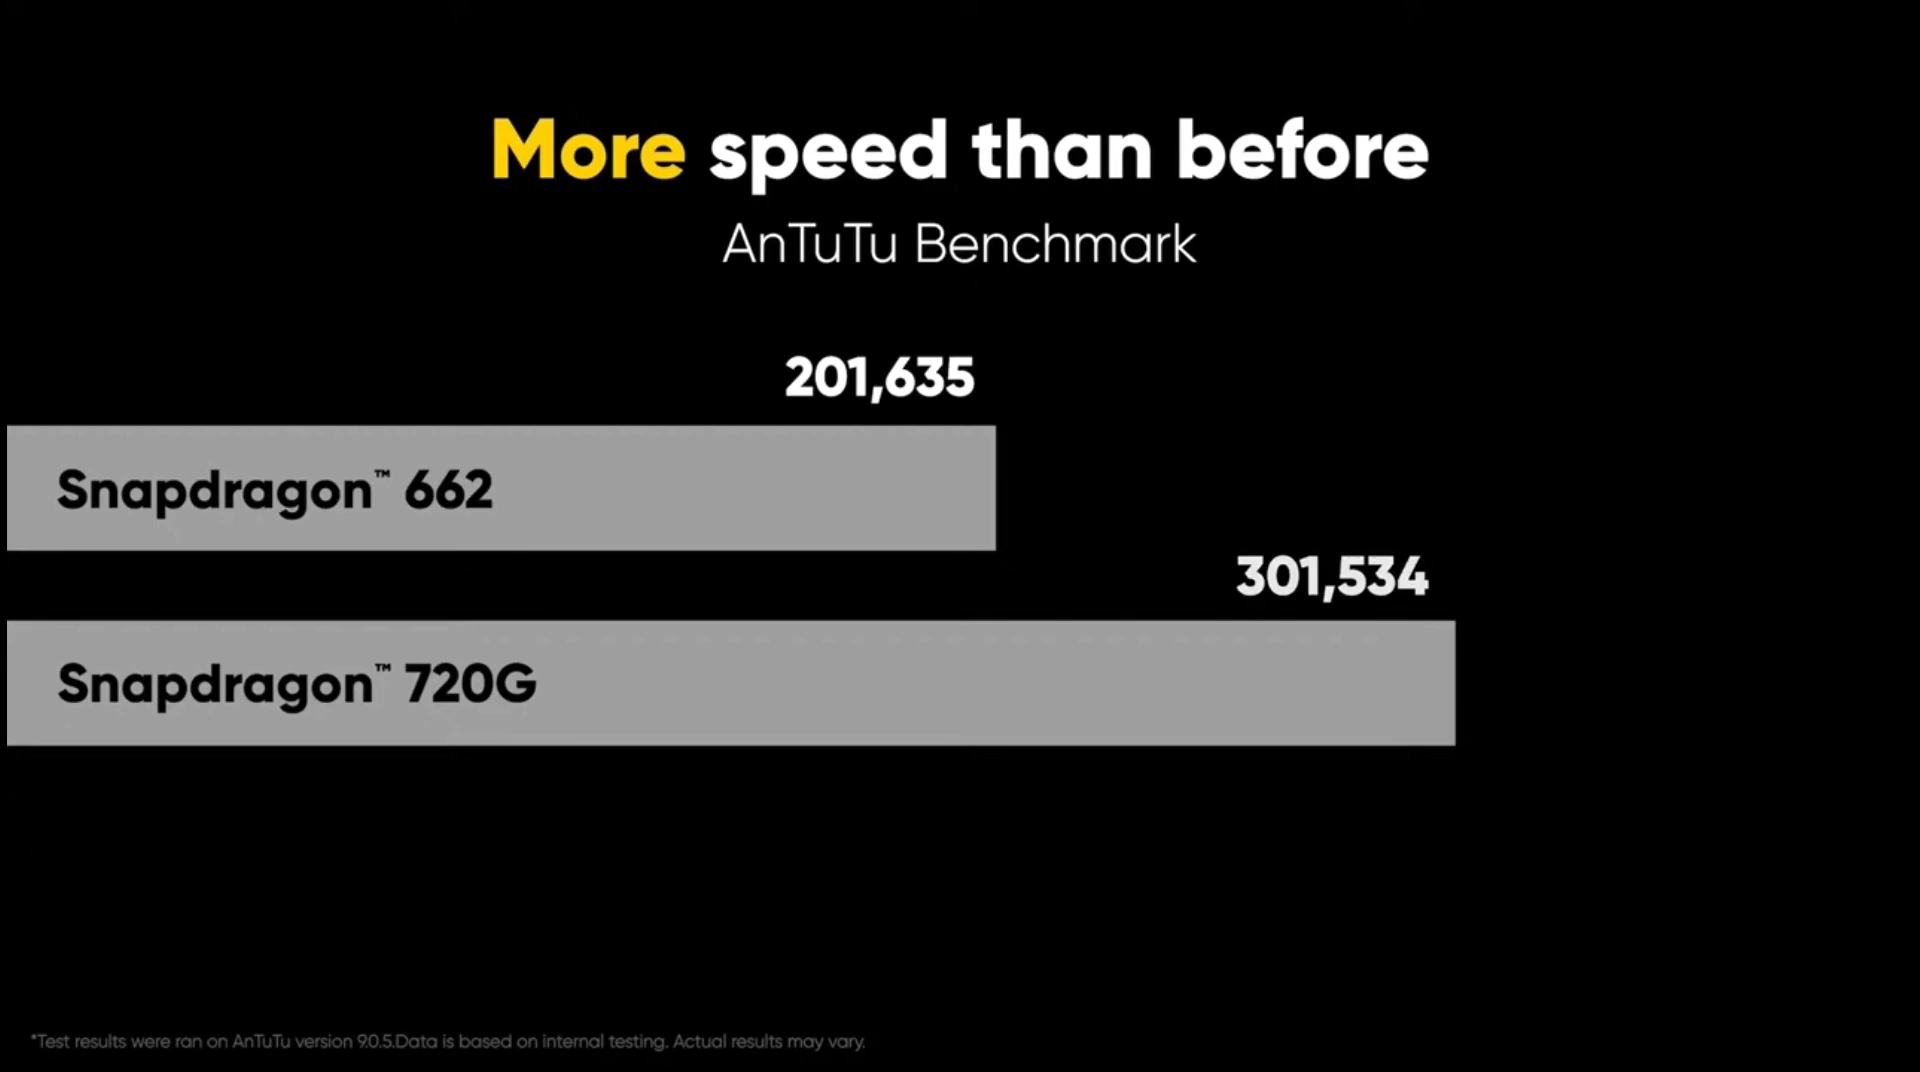 More speed than before
AnTuTu Benchmark
201,635
Snapdragon™ 662
301,534
Snapdragon™ 720G
*Test results were ran on AnTuTu version 9.0.5.Data is based on internal testing. Actual results may vary.